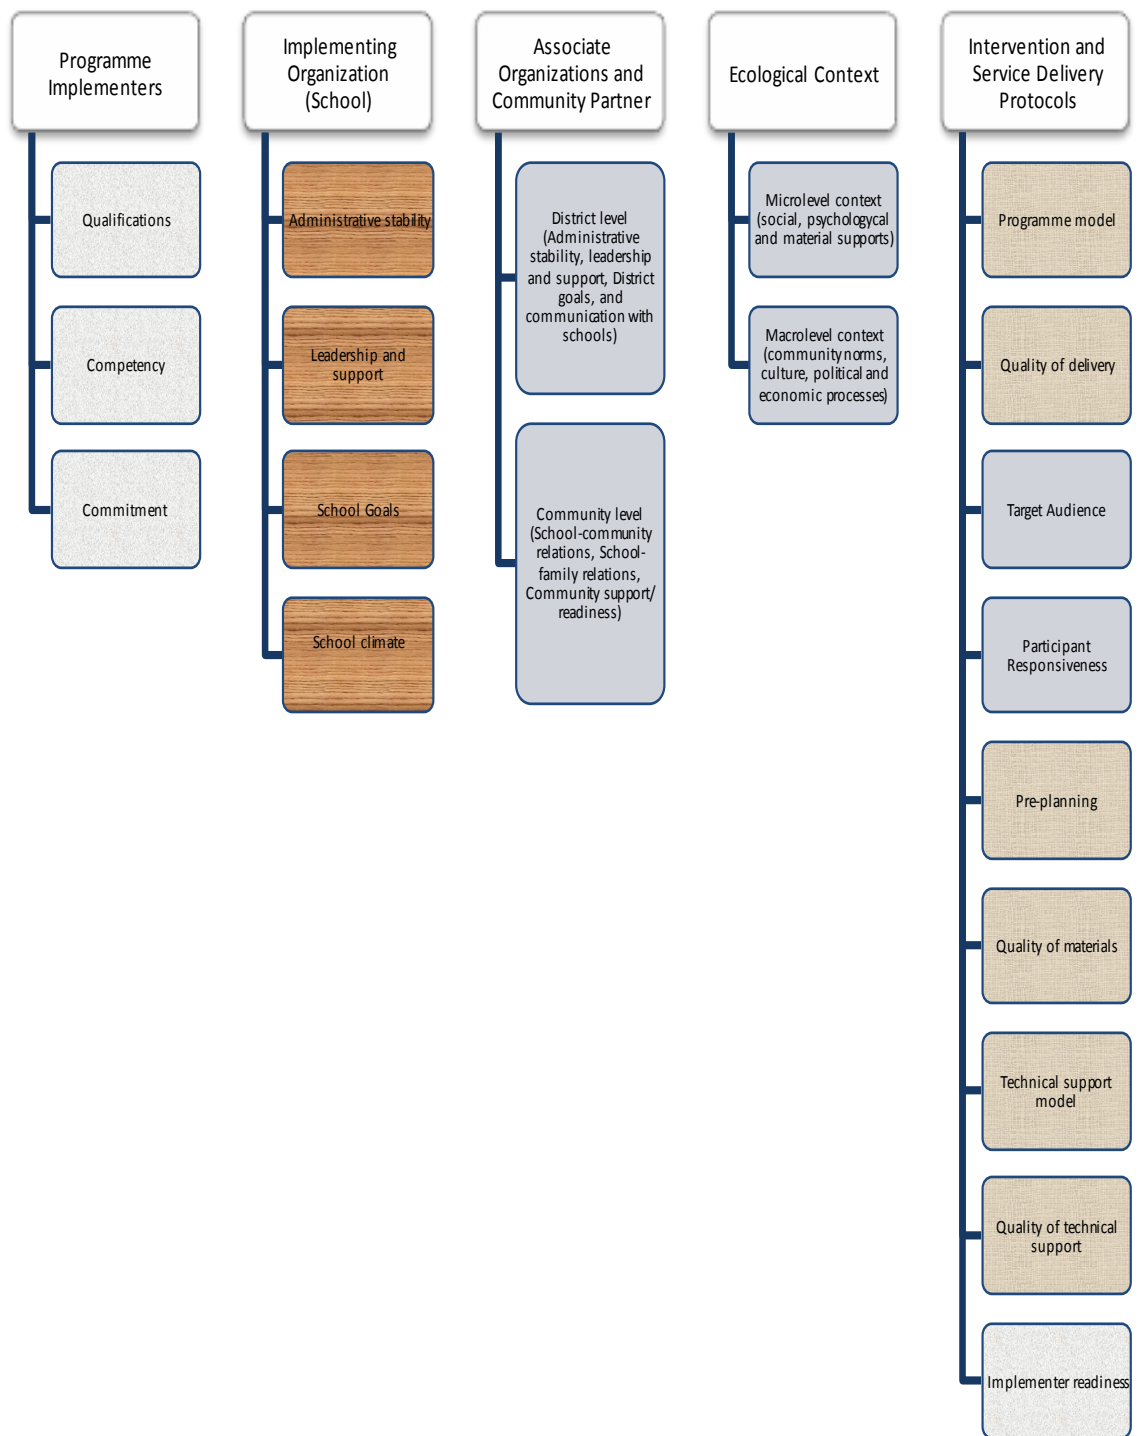 Programme
Implementers
Qualifications
Competency
Commitment
Implementing
Organization
(School)
Administrative stability
Leadership and
support
School Goals
School climate
Associate
Organizations and
Community Partner
District level
(Administrative
stability, leadership
and support, District
goals, and
communication with
schools)
Community level
(School-community
relations, School-
family relations,
Community support/
readiness)
Ecological Context
Microlevel context
(social, psychologycal
and material supports)
Macrolevel context
(community norms,
culture, political and
economic processes)
Intervention and
Service Delivery
Protocols
Programme model
Quality of delivery
Target Audience
Participant
Responsiveness
Pre-planning
Quality of materials
Technical support
model
Quality of technical
support
Implementer readiness